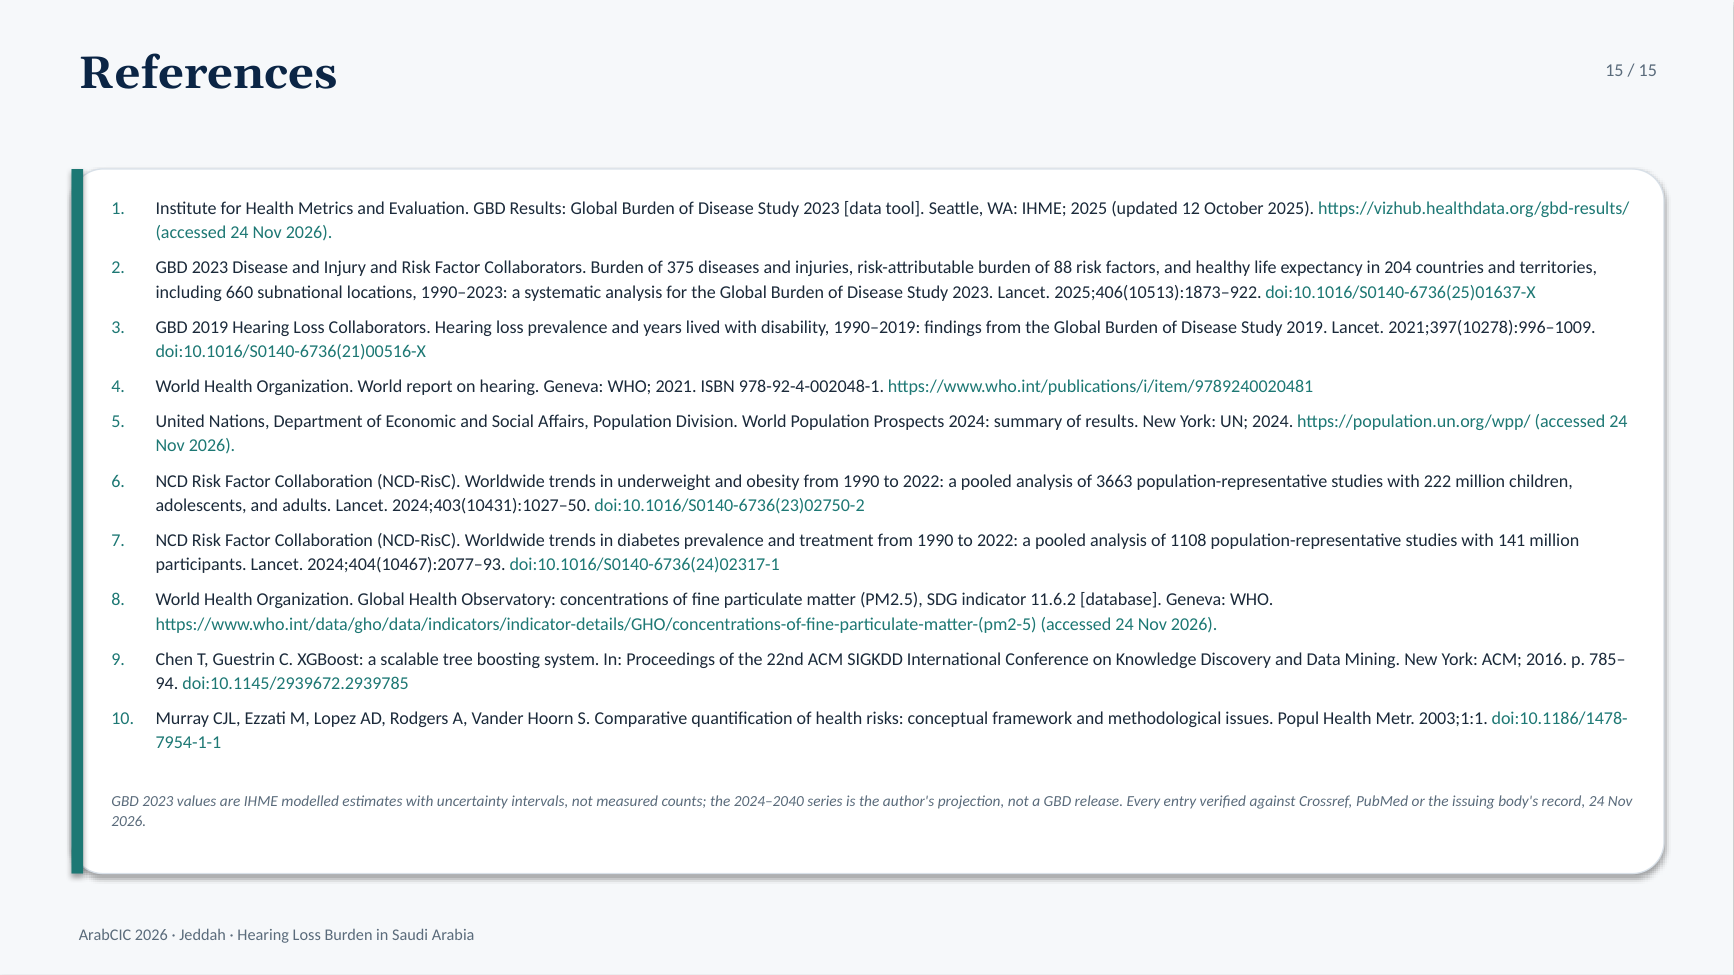 References
15 / 15
1. Institute for Health Metrics and Evaluation. GBD Results: Global Burden of Disease Study 2023 [data tool]. Seattle, WA: IHME; 2025 (updated 12 October 2025). https://vizhub.healthdata.org/gbd-results/
(accessed 24 Nov 2026).
2. GBD 2023 Disease and Injury and Risk Factor Collaborators. Burden of 375 diseases and injuries, risk-attributable burden of 88 risk factors, and healthy life expectancy in 204 countries and territories,
including 660 subnational locations, 1990–2023: a systematic analysis for the Global Burden of Disease Study 2023. Lancet. 2025;406(10513):1873–922. doi:10.1016/S0140-6736(25)01637-X
3. GBD 2019 Hearing Loss Collaborators. Hearing loss prevalence and years lived with disability, 1990–2019: findings from the Global Burden of Disease Study 2019. Lancet. 2021;397(10278):996–1009.
doi:10.1016/S0140-6736(21)00516-X
4. World Health Organization. World report on hearing. Geneva: WHO; 2021. ISBN 978-92-4-002048-1. https://www.who.int/publications/i/item/9789240020481
5. United Nations, Department of Economic and Social Affairs, Population Division. World Population Prospects 2024: summary of results. New York: UN; 2024. https://population.un.org/wpp/ (accessed 24
Nov 2026).
6. NCD Risk Factor Collaboration (NCD-RisC). Worldwide trends in underweight and obesity from 1990 to 2022: a pooled analysis of 3663 population-representative studies with 222 million children,
adolescents, and adults. Lancet. 2024;403(10431):1027–50. doi:10.1016/S0140-6736(23)02750-2
7. NCD Risk Factor Collaboration (NCD-RisC). Worldwide trends in diabetes prevalence and treatment from 1990 to 2022: a pooled analysis of 1108 population-representative studies with 141 million
participants. Lancet. 2024;404(10467):2077–93. doi:10.1016/S0140-6736(24)02317-1
8. World Health Organization. Global Health Observatory: concentrations of fine particulate matter (PM2.5), SDG indicator 11.6.2 [database]. Geneva: WHO.
https://www.who.int/data/gho/data/indicators/indicator-details/GHO/concentrations-of-fine-particulate-matter-(pm2-5) (accessed 24 Nov 2026).
9. Chen T, Guestrin C. XGBoost: a scalable tree boosting system. In: Proceedings of the 22nd ACM SIGKDD International Conference on Knowledge Discovery and Data Mining. New York: ACM; 2016. p. 785–
94. doi:10.1145/2939672.2939785
10. Murray CJL, Ezzati M, Lopez AD, Rodgers A, Vander Hoorn S. Comparative quantification of health risks: conceptual framework and methodological issues. Popul Health Metr. 2003;1:1. doi:10.1186/1478-
7954-1-1
GBD 2023 values are IHME modelled estimates with uncertainty intervals, not measured counts; the 2024–2040 series is the author's projection, not a GBD release. Every entry verified against Crossref, PubMed or the issuing body's record, 24 Nov
2026.
ArabCIC 2026 · Jeddah · Hearing Loss Burden in Saudi Arabia